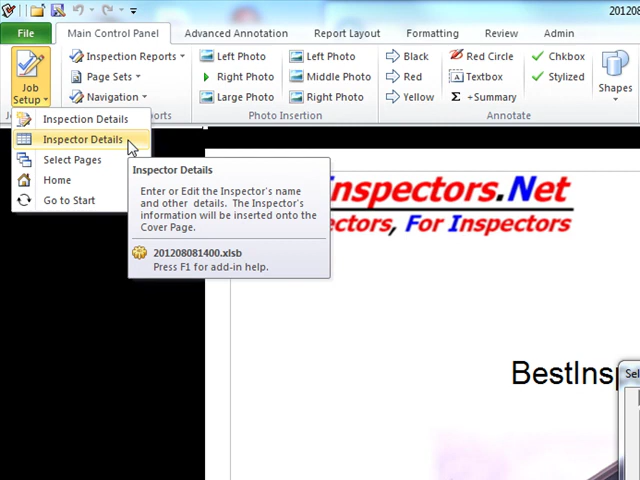 201208
File Main Control Panel Advanced Annotation Report Layout Formatting Review Admin
Inspection Reports Left Photo Left Photo Black Red Circle Chkbox
Page Sets Right Photo Middle Photo Red Textbox Stylized
Job Setup Navigation Large Photo Right Photo Yellow Σ +Summary Shapes
Photo Insertion Annotate
Inspection Details
Inspector Details
Select Pages
Home
Go to Start
Inspector Details
Enter or Edit the Inspector's name
and other details. The Inspector's
information will be inserted onto the
Cover Page.
201208081400.xlsb
Press F1 for add-in help.
Inspectors.Net
ectors, For Inspectors
BestInsp
Sel